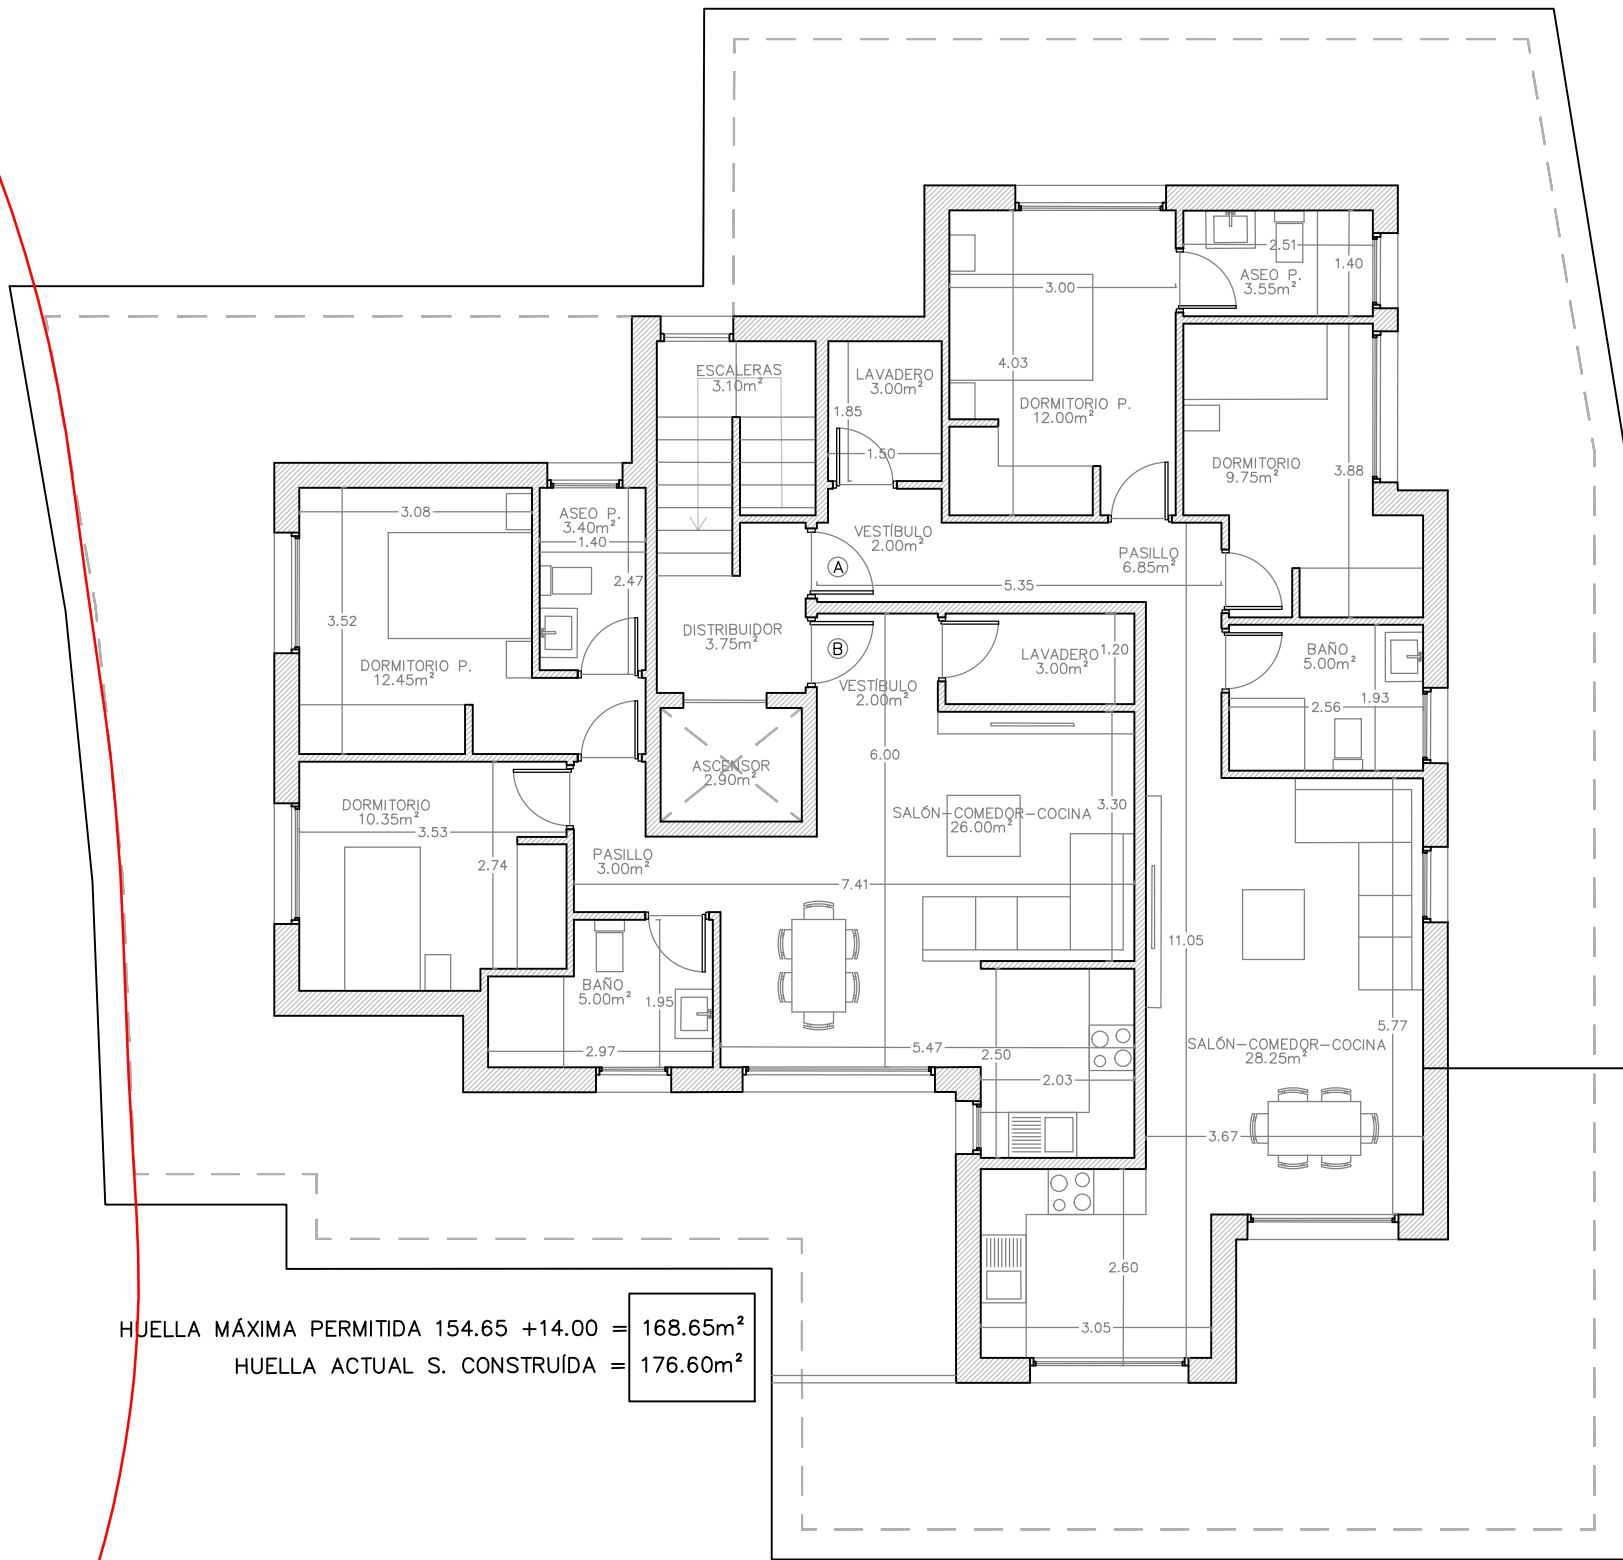 2.51
ASEO P.
3.55m²
1.40
3.00
4.03
DORMITORIO P.
12.00m²
ESCALERAS
3.10m²
LAVADERO
3.00m²
1.85
1.50
DORMITORIO
9.75m²
3.88
3.08
ASEO P.
3.40m²
1.40
2.47
VESTÍBULO
2.00m²
A
PASILLO
6.85m²
5.35
3.52
DORMITORIO P.
12.45m²
DISTRIBUIDOR
3.75m²
B
VESTÍBULO
2.00m²
LAVADERO
3.00m²
1.20
BAÑO
5.00m²
1.93
2.56
6.00
ASCENSOR
2.90m²
DORMITORIO
10.35m²
3.53
2.74
SALÓN-COMEDOR-COCINA
26.00m²
3.30
PASILLO
3.00m²
7.41
11.05
BAÑO
5.00m²
1.95
2.97
5.47
2.50
2.03
5.77
SALÓN-COMEDOR-COCINA
28.25m²
3.67
2.60
3.05
HUELLA MÁXIMA PERMITIDA 154.65 +14.00 = 168.65m²
HUELLA ACTUAL S. CONSTRUÍDA = 176.60m²